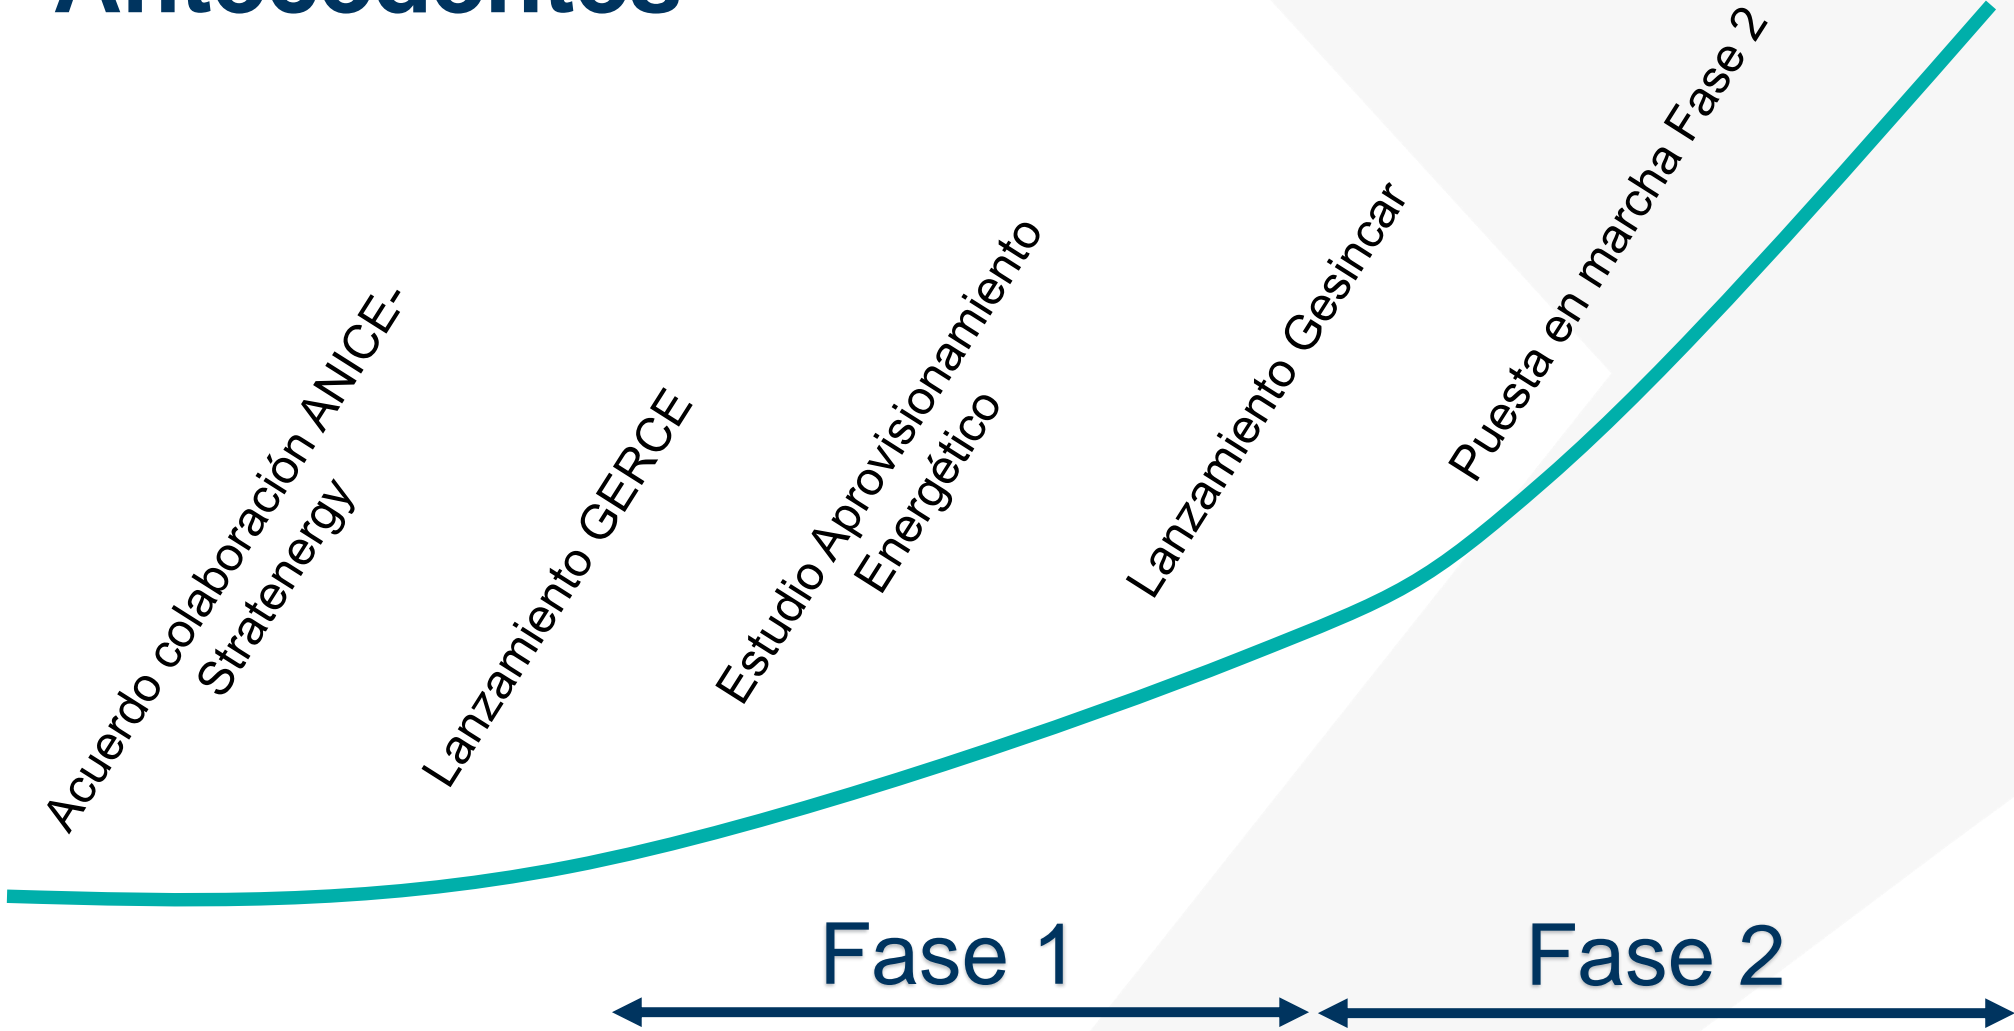 Antecedentes
Acuerdo colaboración ANICE-
Stratenergy
Lanzamiento GERCE
Estudio Aprovisionamiento
Energético
Lanzamiento Gesincar
Puesta en marcha Fase 2
Fase 1
Fase 2